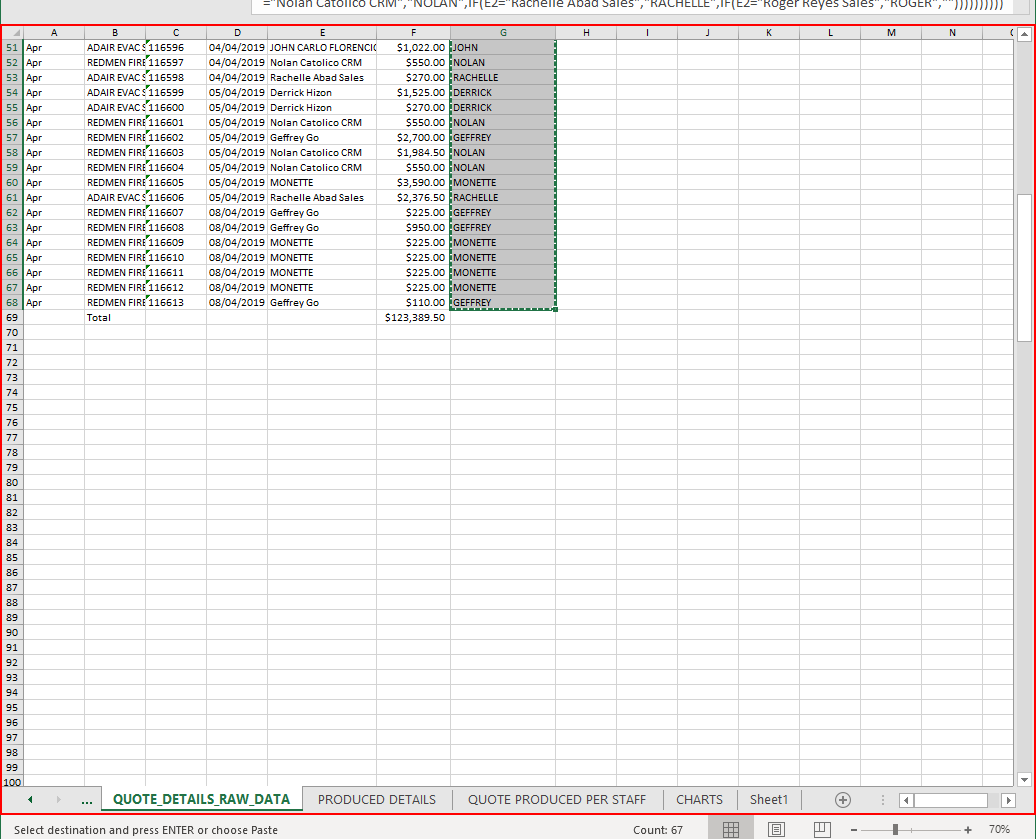 ="Nolan Catolico CRM","NOLAN",IF(E2="Rachelle Abad Sales","RACHELLE",IF(E2="Roger Reyes Sales","ROGER",""))))))))))
A B C D E F G H I J K L M N
51 Apr ADAIR EVAC S 116596 04/04/2019 JOHN CARLO FLORENCIO $1,022.00 JOHN
52 Apr REDMEN FIRE 116597 04/04/2019 Nolan Catolico CRM $550.00 NOLAN
53 Apr ADAIR EVAC S 116598 04/04/2019 Rachelle Abad Sales $270.00 RACHELLE
54 Apr ADAIR EVAC S 116599 05/04/2019 Derrick Hizon $1,525.00 DERRICK
55 Apr ADAIR EVAC S 116600 05/04/2019 Derrick Hizon $270.00 DERRICK
56 Apr REDMEN FIRE 116601 05/04/2019 Nolan Catolico CRM $550.00 NOLAN
57 Apr REDMEN FIRE 116602 05/04/2019 Geffrey Go $2,700.00 GEFFREY
58 Apr REDMEN FIRE 116603 05/04/2019 Nolan Catolico CRM $1,984.50 NOLAN
59 Apr REDMEN FIRE 116604 05/04/2019 Nolan Catolico CRM $550.00 NOLAN
60 Apr REDMEN FIRE 116605 05/04/2019 MONETTE $3,590.00 MONETTE
61 Apr ADAIR EVAC S 116606 05/04/2019 Rachelle Abad Sales $2,376.50 RACHELLE
62 Apr REDMEN FIRE 116607 08/04/2019 Geffrey Go $225.00 GEFFREY
63 Apr REDMEN FIRE 116608 08/04/2019 Geffrey Go $950.00 GEFFREY
64 Apr REDMEN FIRE 116609 08/04/2019 MONETTE $225.00 MONETTE
65 Apr REDMEN FIRE 116610 08/04/2019 MONETTE $225.00 MONETTE
66 Apr REDMEN FIRE 116611 08/04/2019 MONETTE $225.00 MONETTE
67 Apr REDMEN FIRE 116612 08/04/2019 MONETTE $225.00 MONETTE
68 Apr REDMEN FIRE 116613 08/04/2019 Geffrey Go $110.00 GEFFREY
69 Total $123,389.50
70
71
72
73
74
75
76
77
78
79
80
81
82
83
84
85
86
87
88
89
90
91
92
93
94
95
96
97
98
99
100
... QUOTE_DETAILS_RAW_DATA PRODUCED DETAILS QUOTE PRODUCED PER STAFF CHARTS Sheet1
Select destination and press ENTER or choose Paste Count: 67 70%